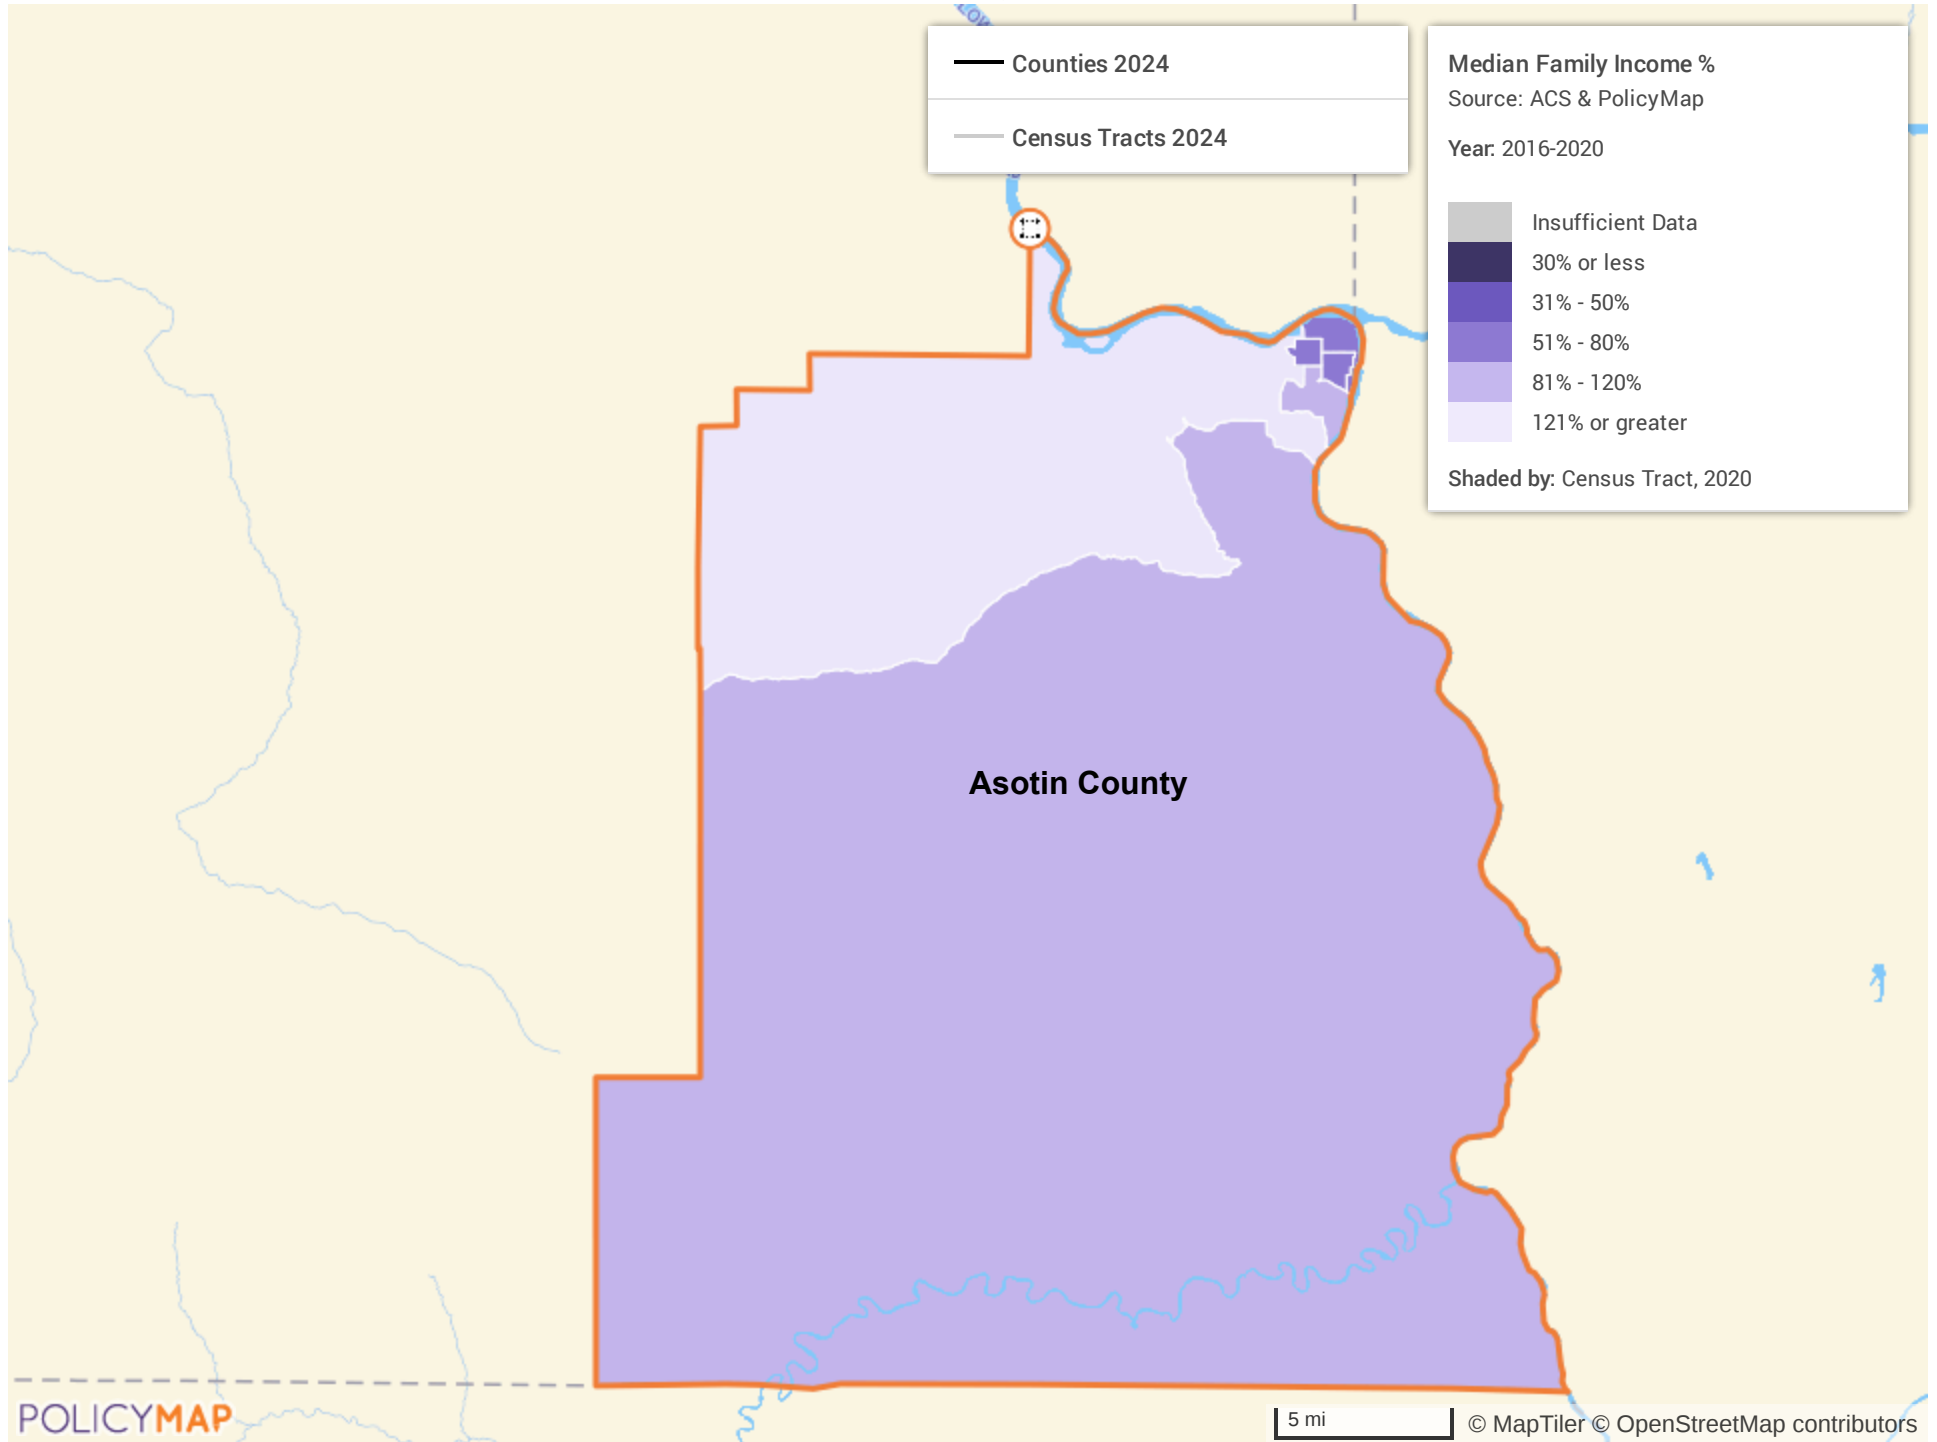 LOW
Counties 2024
Census Tracts 2024
Median Family Income %
Source: ACS & PolicyMap
Year: 2016-2020
Insufficient Data
30% or less
31% - 50%
51% - 80%
81% - 120%
121% or greater
Shaded by: Census Tract, 2020
Asotin County
POLICYMAP
5 mi
© MapTiler © OpenStreetMap contributors